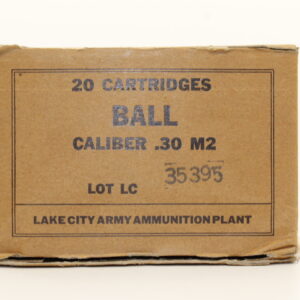 20 CARTRIDGES
BALL
CALIBER .30 M2
LOT LC 35395
LAKE CITY ARMY AMMUNITION PLANT